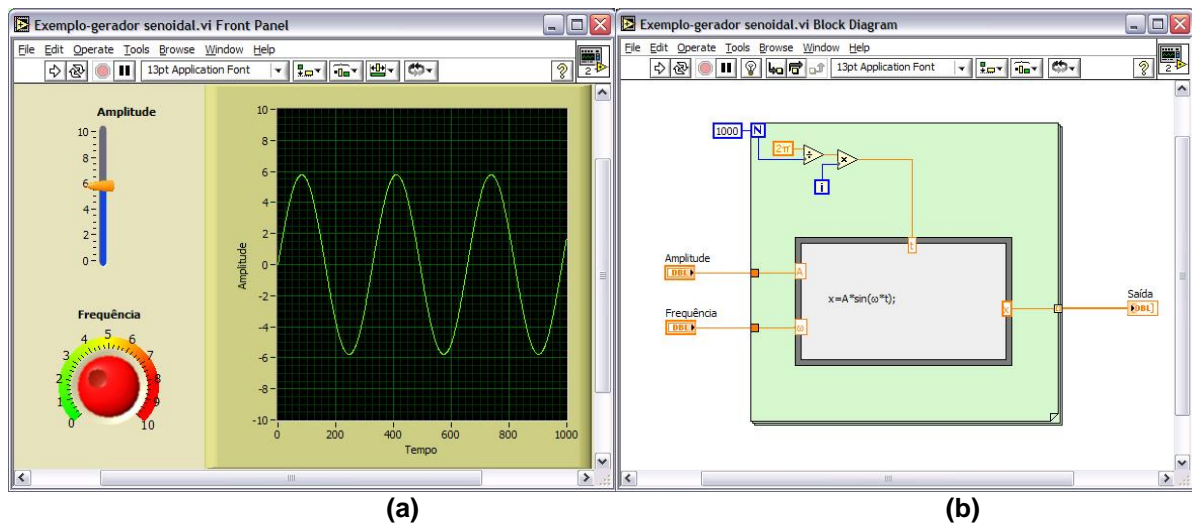 Exemplo-gerador senoidal.vi Front Panel
File Edit Operate Tools Browse Window Help
13pt Application Font
2
Amplitude
10
8
6
4
2
0
Frequência
0
1
2
3
4
5
6
7
8
9
10
Amplitude
10
8
6
4
2
0
-2
-4
-6
-8
-10
0 200 400 600 800 1000
Tempo
(a)
Exemplo-gerador senoidal.vi Block Diagram
File Edit Operate Tools Browse Window Help
13pt Application Font
2
1000 N
2π ÷ ×
i
t
Amplitude
DBL
A
x=A*sin(ω*t);
Frequência
DBL
ω
x
Saída
[DBL]
(b)